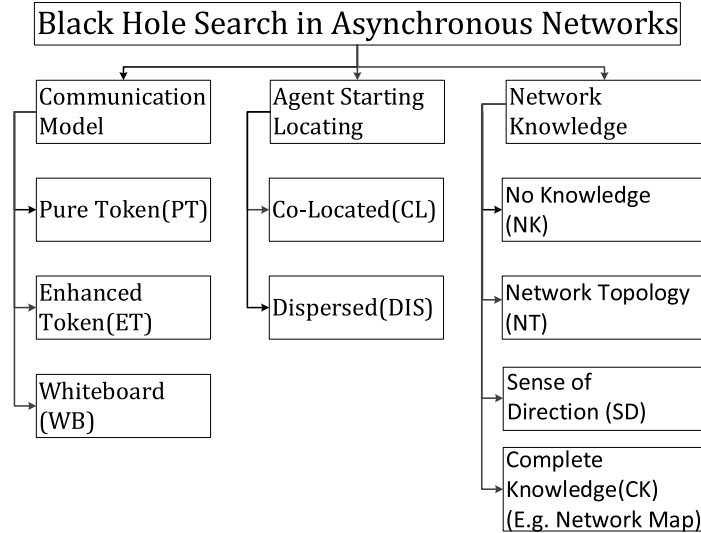 Black Hole Search in Asynchronous Networks
Communication
Model
Agent Starting
Locating
Network
Knowledge
Pure Token(PT)
Co-Located(CL)
No Knowledge
(NK)
Enhanced
Token(ET)
Dispersed(DIS)
Network Topology
(NT)
Whiteboard
(WB)
Sense of
Direction (SD)
Complete
Knowledge(CK)
(E.g. Network Map)